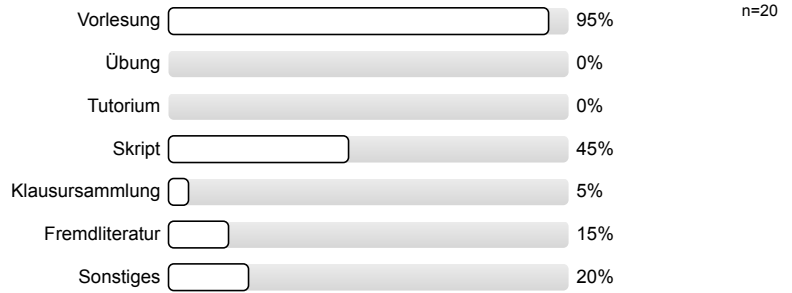 Vorlesung 95% n=20
Übung 0%
Tutorium 0%
Skript 45%
Klausursammlung 5%
Fremdliteratur 15%
Sonstiges 20%